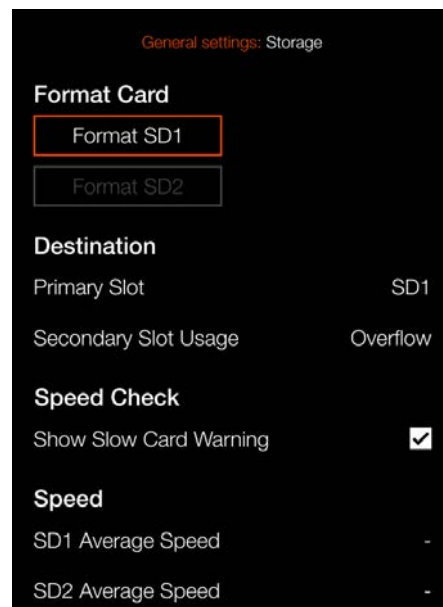 General settings: Storage
Format Card
Format SD1
Format SD2
Destination
Primary Slot SD1
Secondary Slot Usage Overflow
Speed Check
Show Slow Card Warning
Speed
SD1 Average Speed -
SD2 Average Speed -